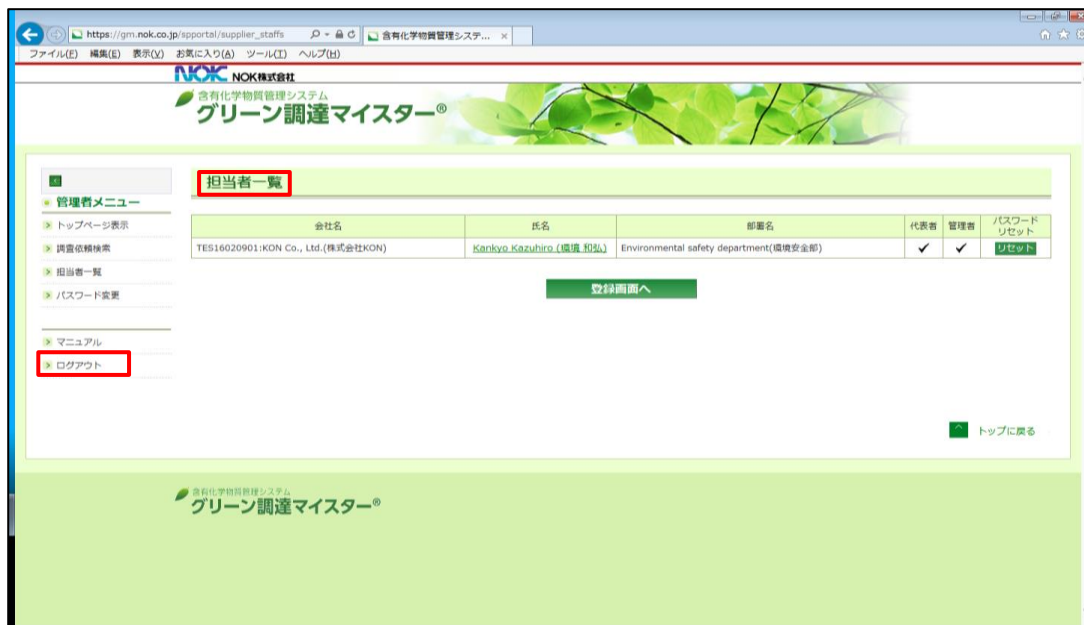 https://gm.nok.co.jp/spportal/supplier_staffs
含有化学物質管理システ... ×
ファイル(F) 編集(E) 表示(V) お気に入り(A) ツール(T) ヘルプ(H)
NOK NOK株式会社
含有化学物質管理システム
グリーン調達マイスター®
担当者一覧
管理者メニュー
トップページ表示
調査依頼検索
担当者一覧
パスワード変更
マニュアル
ログアウト
会社名 氏名 部署名 代表者 管理者 パスワード
リセット
TES16020901:KON Co., Ltd.(株式会社KON) Kankyo Kazuhiro (環境 和弘) Environmental safety department(環境安全部) ✓ ✓ リセット
登録画面へ
トップに戻る
含有化学物質管理システム
グリーン調達マイスター®